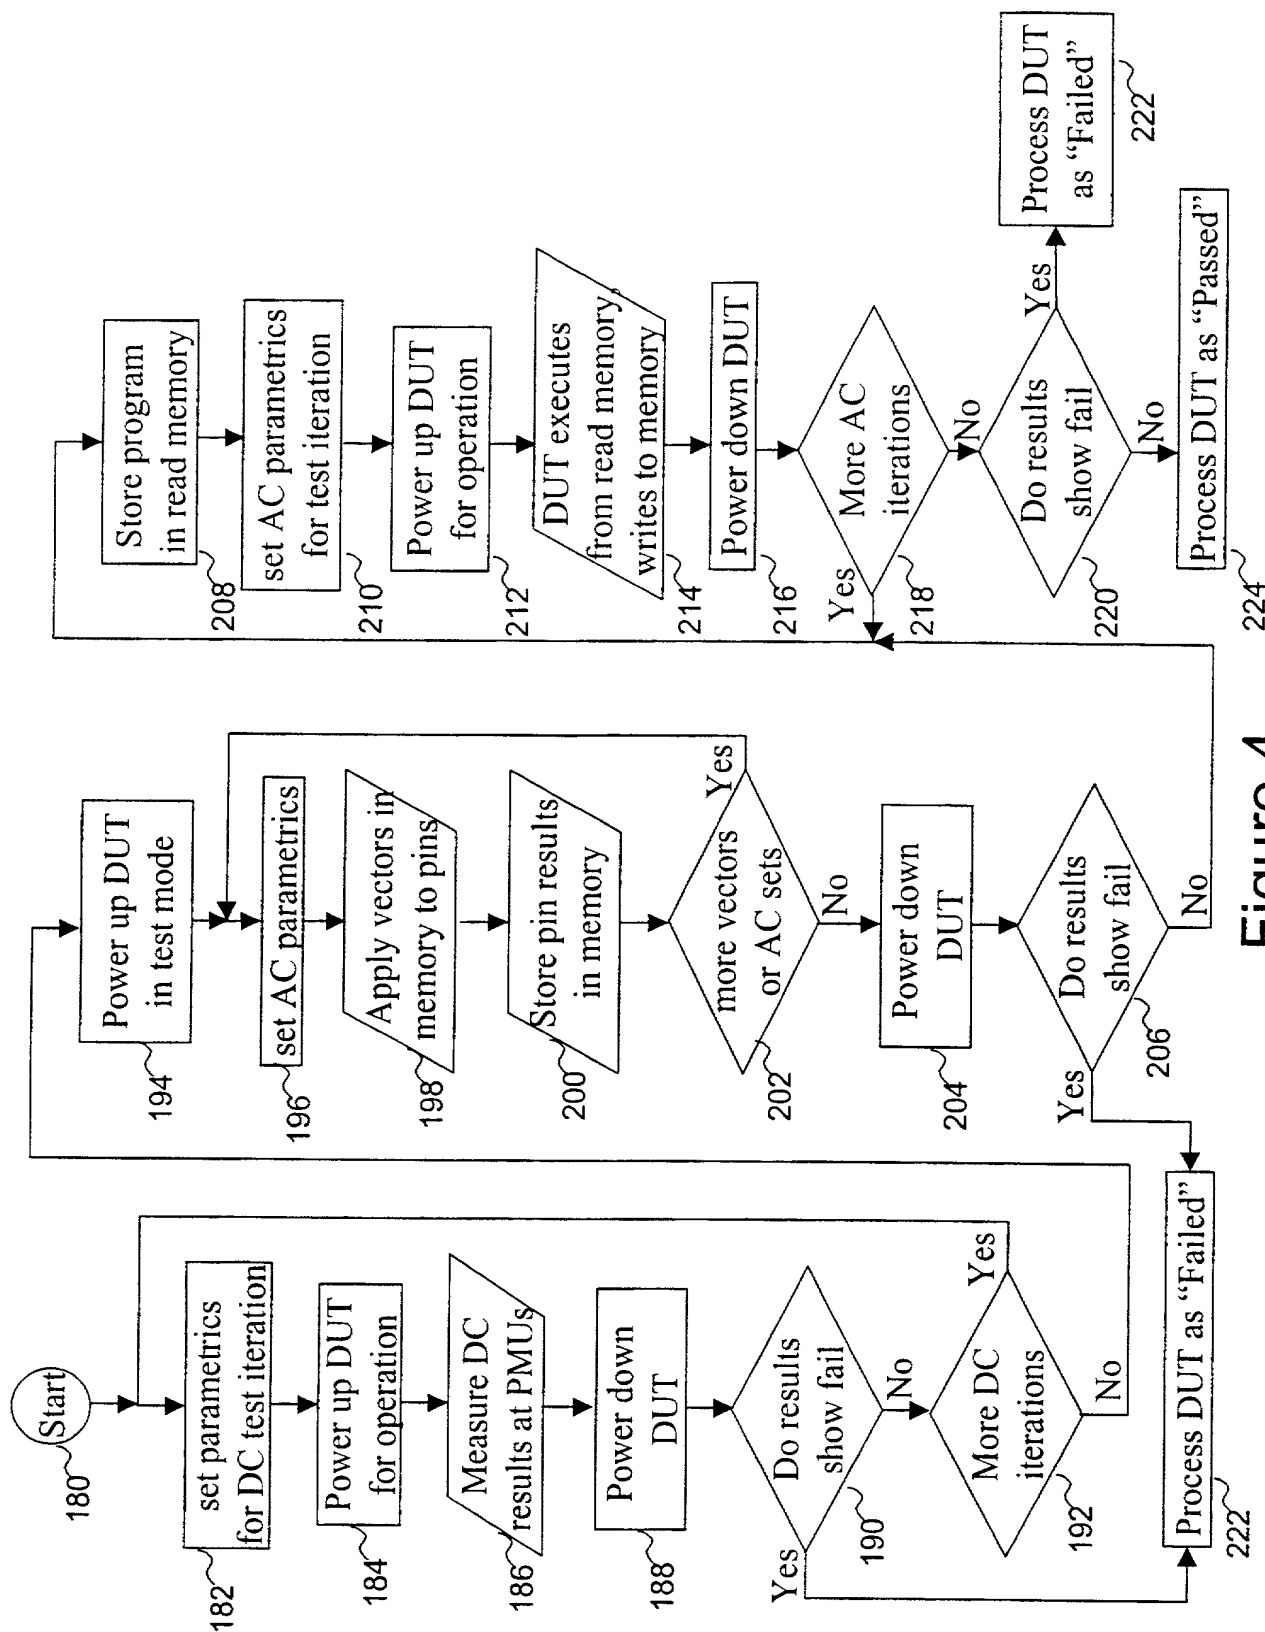 Start
180
set parametrics
for DC test iteration
182
Power up DUT
for operation
184
Measure DC
results at PMUs
186
Power down
DUT
188
Do results
show fail
190
Yes
No
More DC
iterations
192
Yes
No
Process DUT as “Failed”
222
Power up DUT
in test mode
194
set AC parametrics
196
Apply vectors in
memory to pins
198
Store pin results
in memory
200
more vectors
or AC sets
202
Yes
No
Power down
DUT
204
Do results
show fail
206
Yes
No
Store program
in read memory
208
set AC parametrics
for test iteration
210
Power up DUT
for operation
212
DUT executes
from read memory,
writes to memory
214
Power down DUT
216
More AC
iterations
218
Yes
No
Do results
show fail
220
Yes
No
Process DUT
as “Failed”
222
Process DUT as “Passed”
224
Figure 4